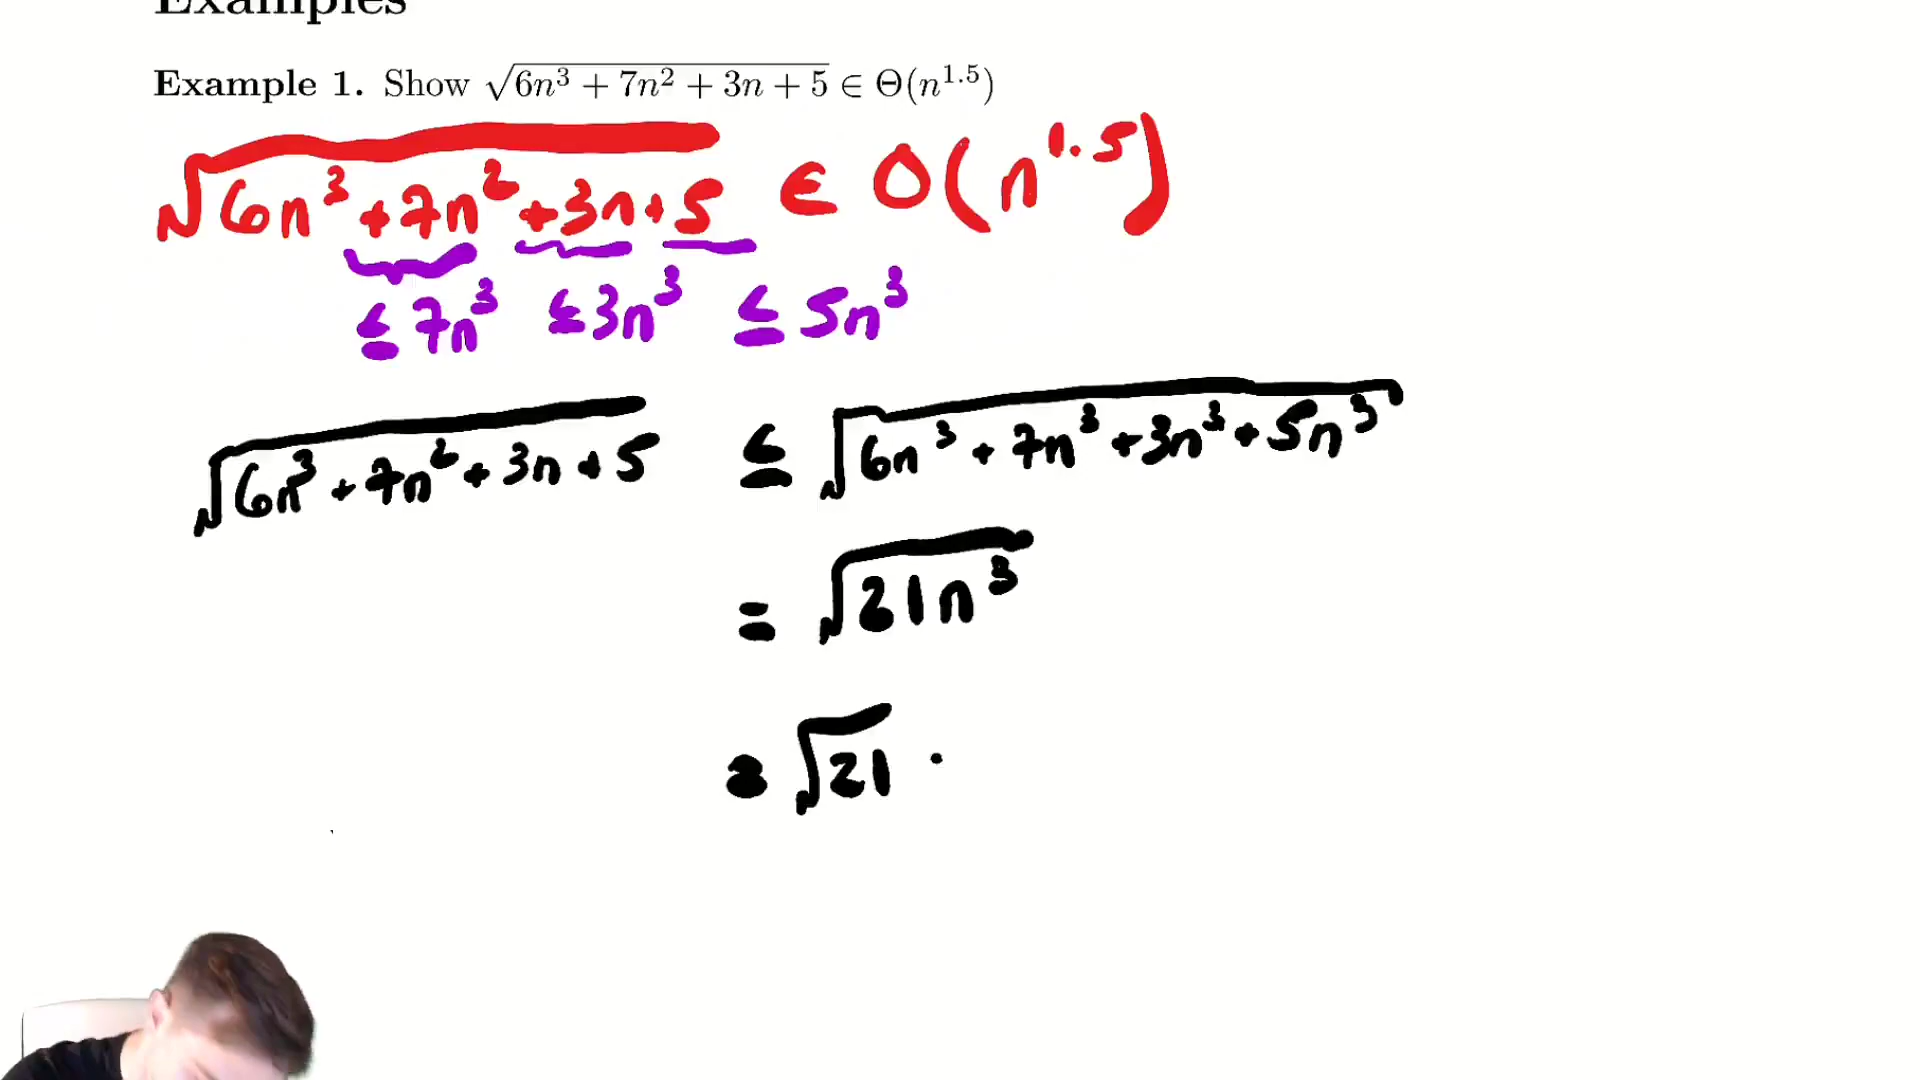 Examples
Example 1. Show √(6n³ + 7n² + 3n + 5) ∈ Θ(n^1.5)
√(6n³ + 7n² + 3n + 5) ∈ O(n^1.5)
≤ 7n³ ≤ 3n³ ≤ 5n³
√(6n³ + 7n² + 3n + 5) ≤ √(6n³ + 7n³ + 3n³ + 5n³)
= √(21n³)
= √21 ·